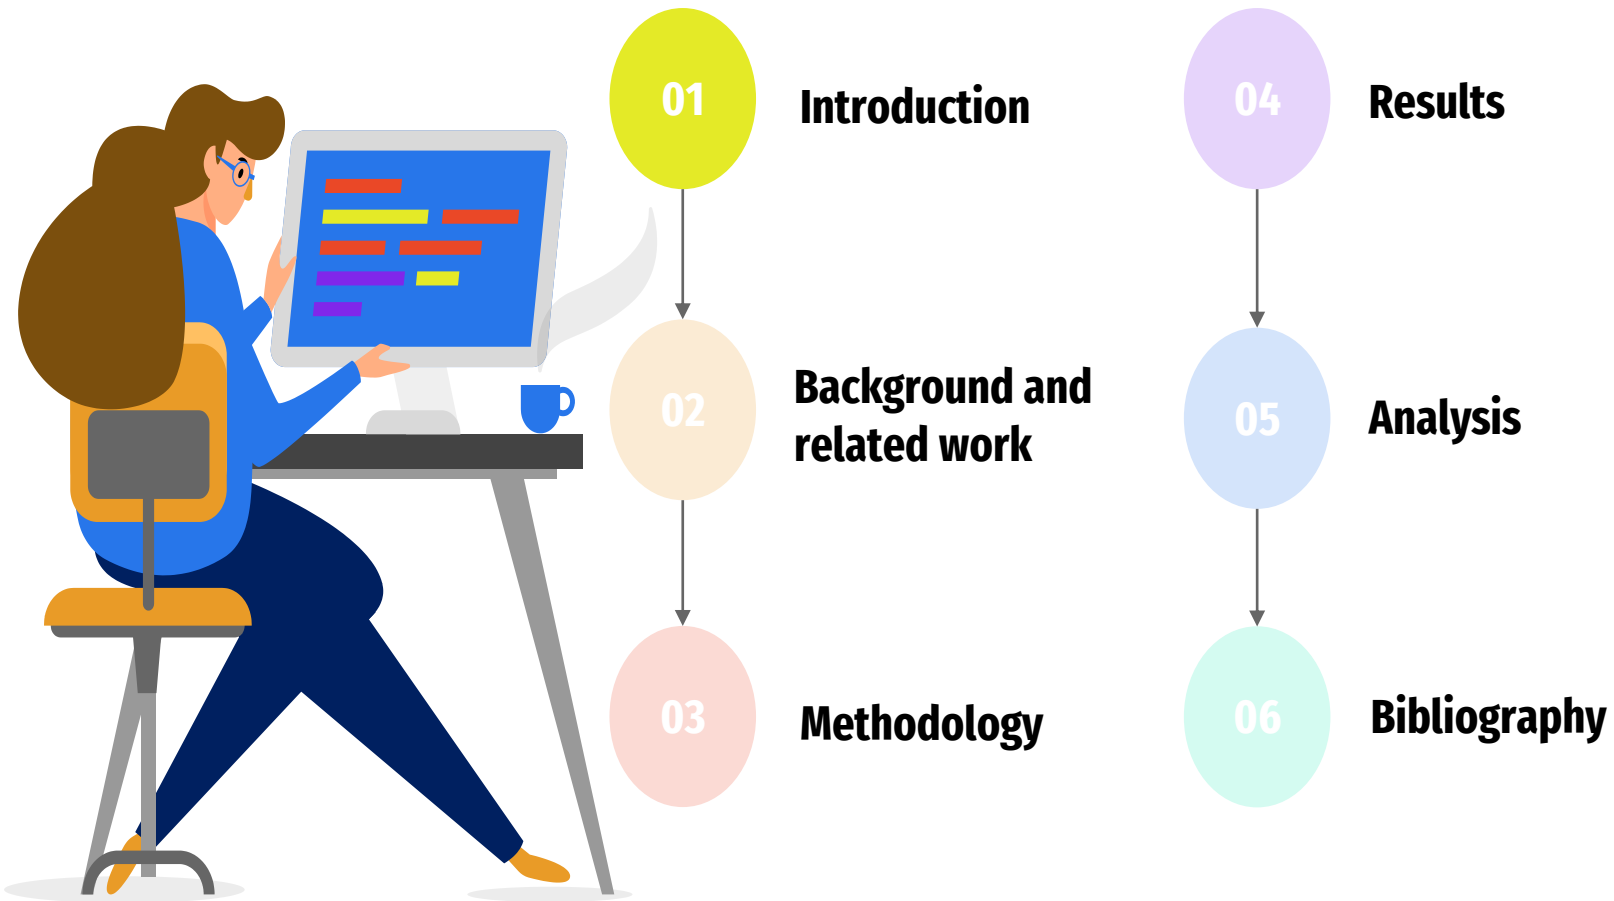 01
Introduction
02
Background and
related work
03
Methodology
04
Results
05
Analysis
06
Bibliography